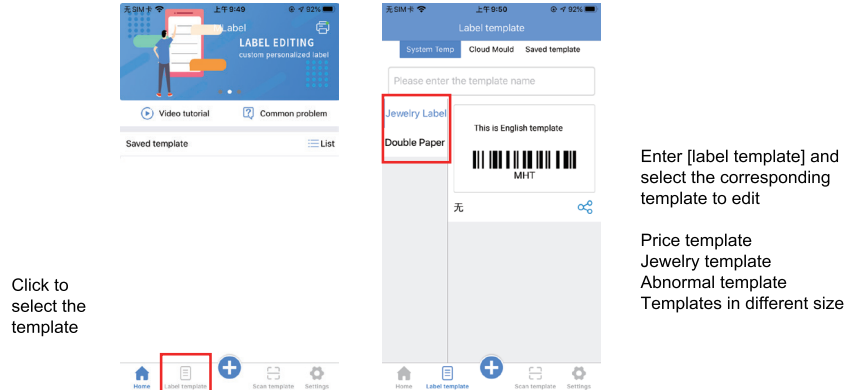 无SIM卡 上午9:49 92%
Label
LABEL EDITING
custom personalized label
Video tutorial
Common problem
Saved template
List
Home
Label template
Scan template
Settings
Click to
select the
template
无SIM卡 上午9:50 92%
Label template
System Temp
Cloud Mould
Saved template
Please enter the template name
Jewelry Label
Double Paper
This is English template
MHT
无
Home
Label template
Scan template
Settings
Enter [label template] and
select the corresponding
template to edit
Price template
Jewelry template
Abnormal template
Templates in different size